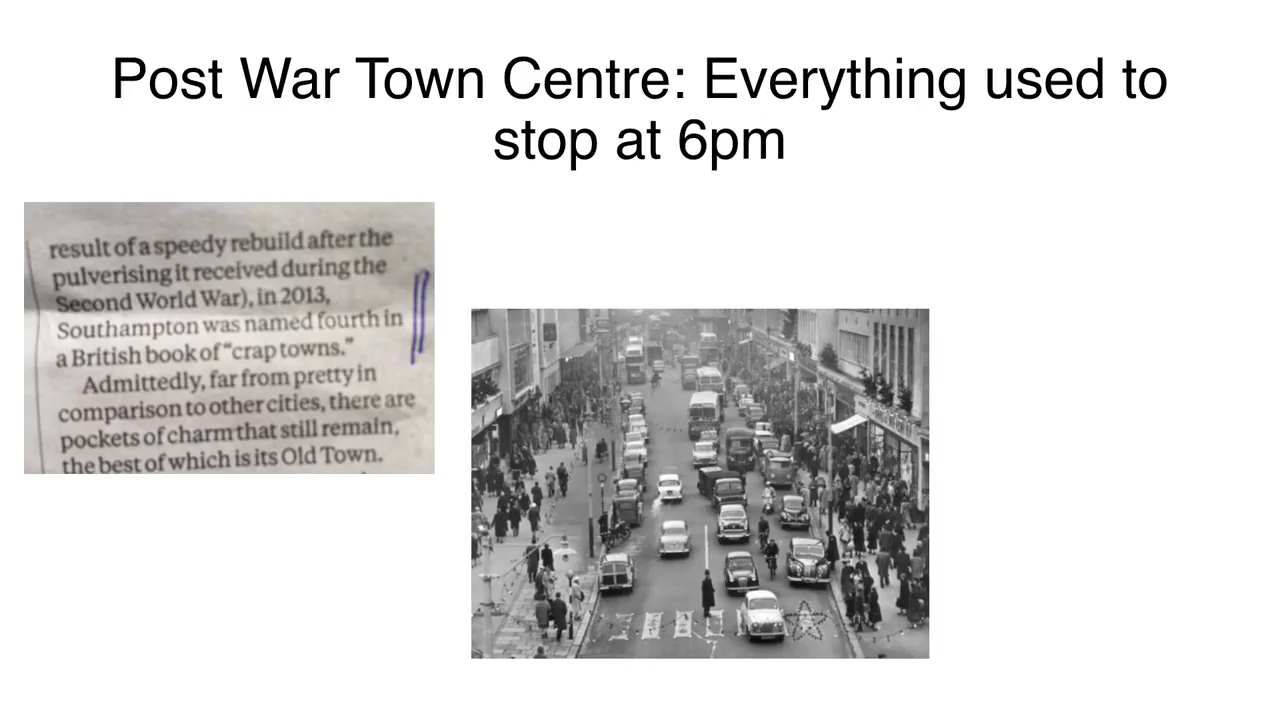 Post War Town Centre: Everything used to
stop at 6pm
result of a speedy rebuild after the
pulverising it received during the
Second World War), in 2013,
Southampton was named fourth in
a British book of “crap towns.”
Admittedly, far from pretty in
comparison to other cities, there are
pockets of charm that still remain,
the best of which is its Old Town.